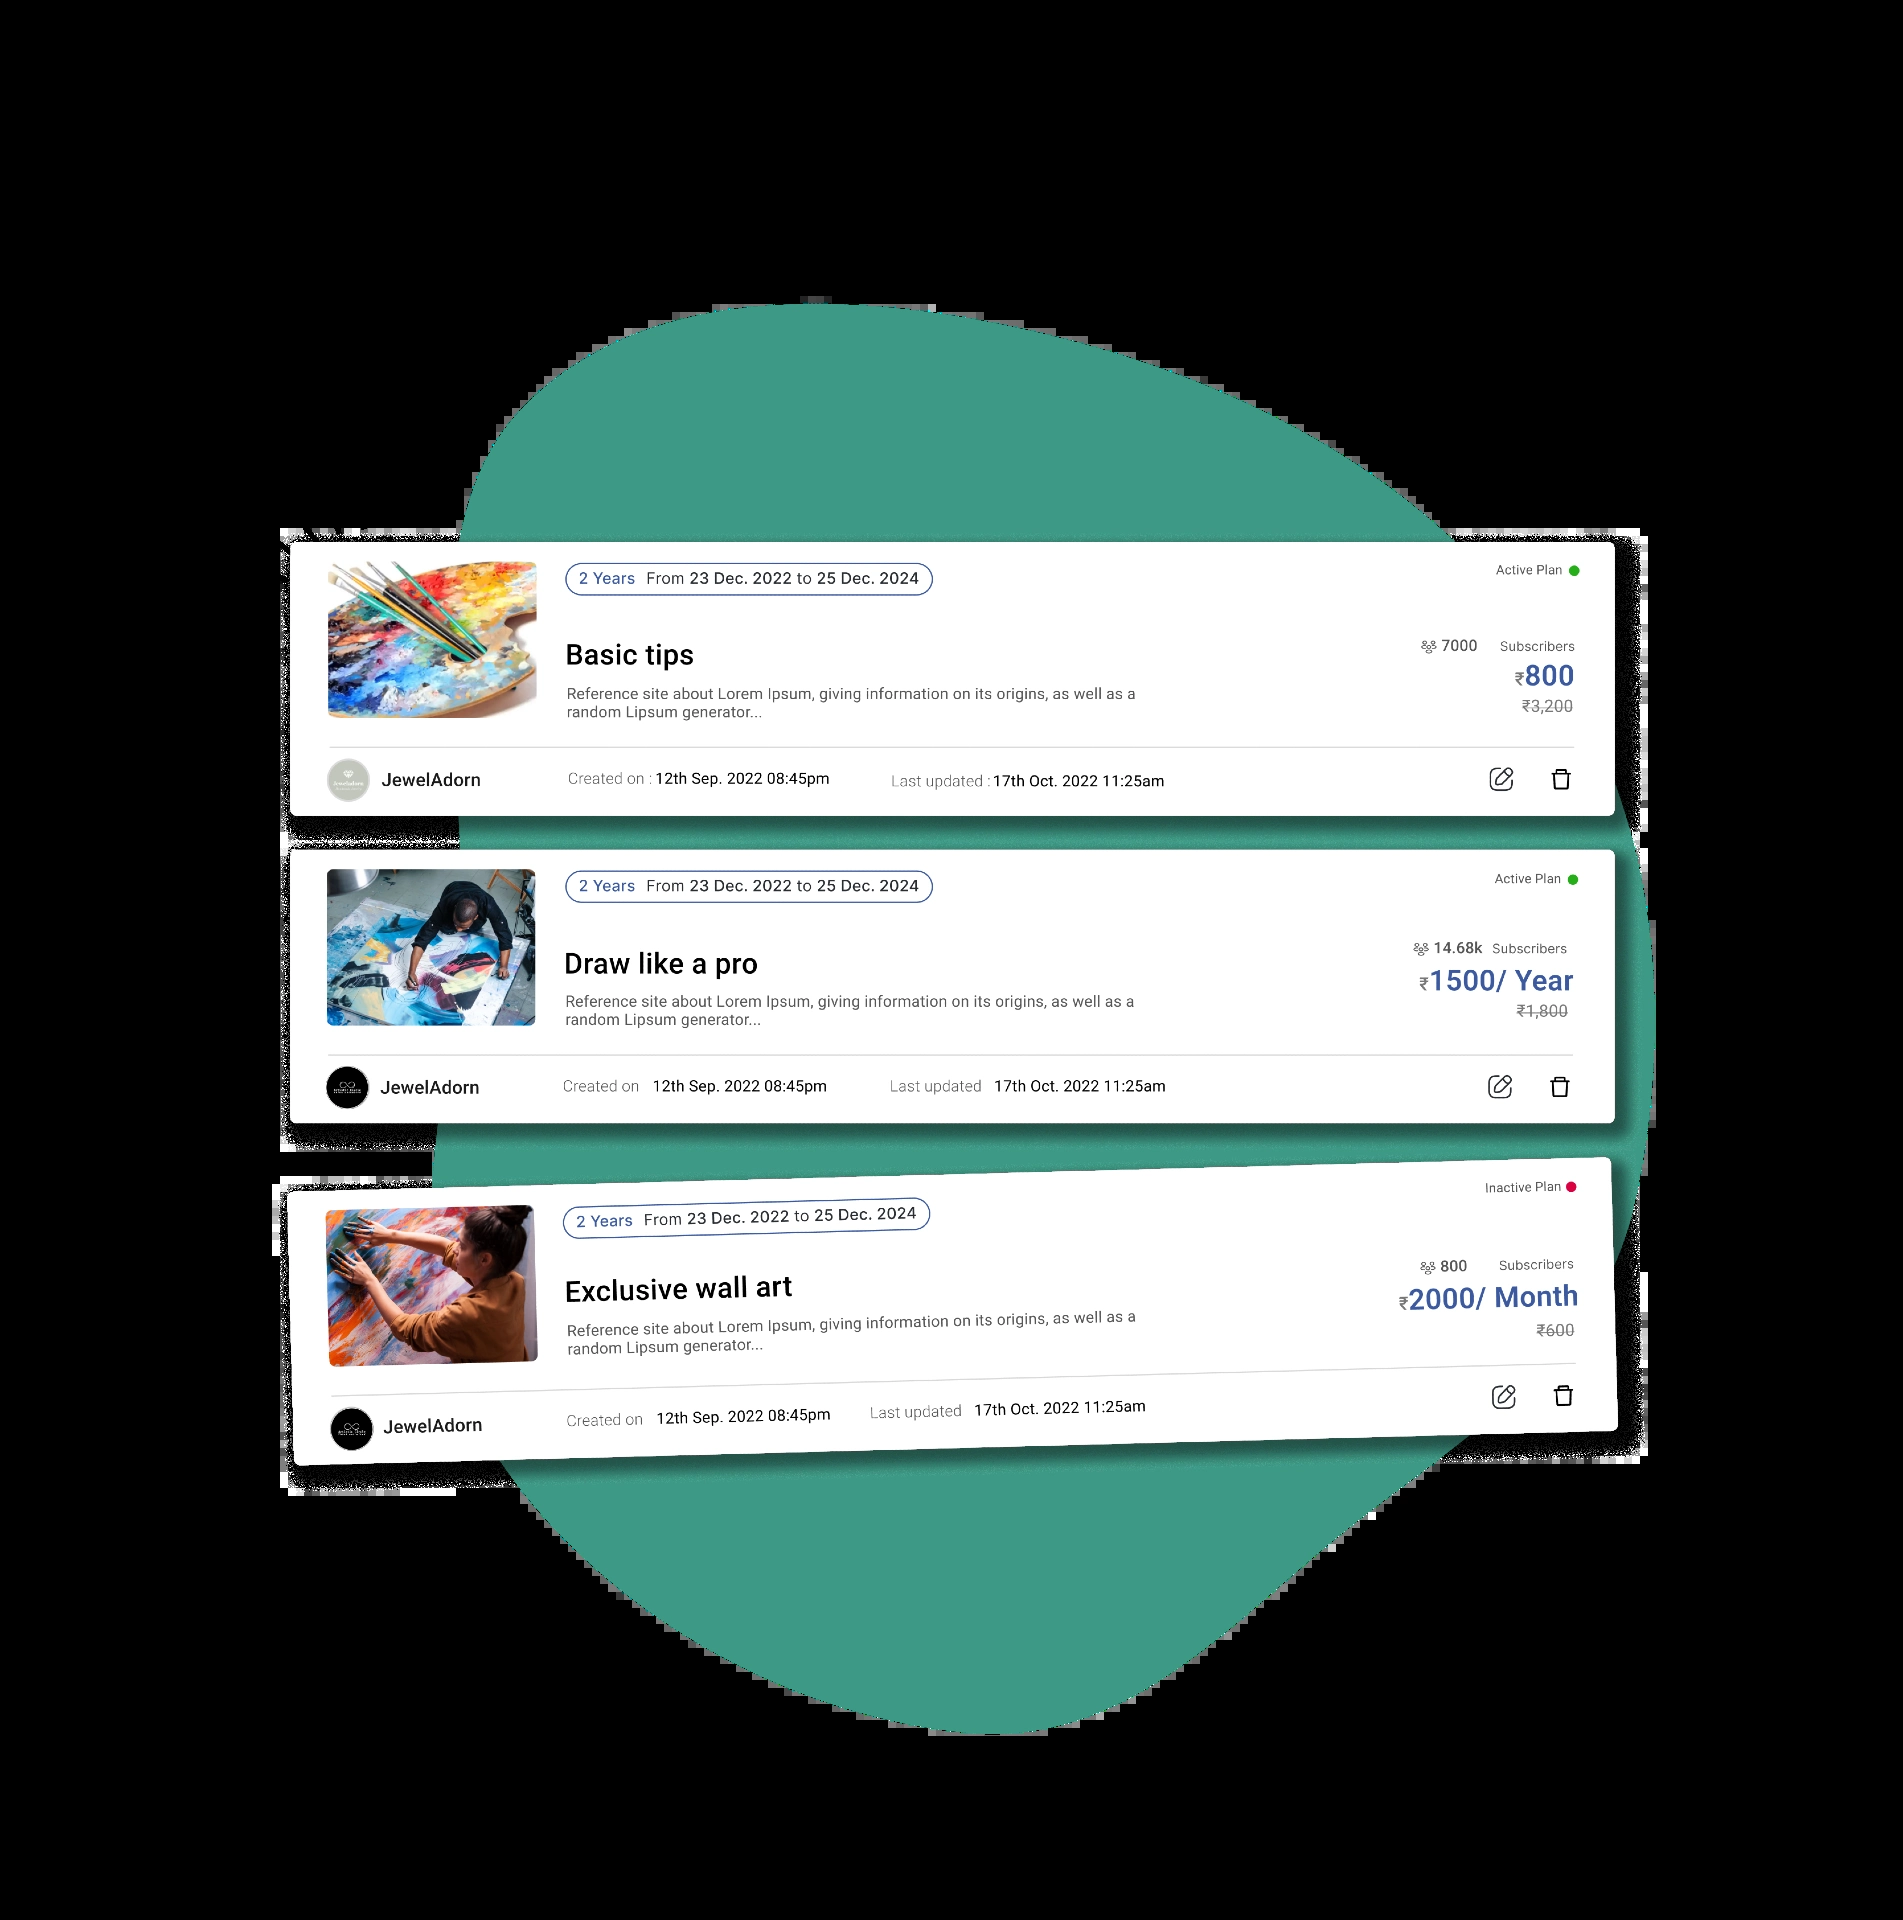 2 Years From 23 Dec. 2022 to 25 Dec. 2024
Active Plan
Basic tips
7000 Subscribers
₹800
₹3,200
Reference site about Lorem Ipsum, giving information on its origins, as well as a
random Lipsum generator...
JewelAdorn
Created on : 12th Sep. 2022 08:45pm
Last updated : 17th Oct. 2022 11:25am
2 Years From 23 Dec. 2022 to 25 Dec. 2024
Active Plan
Draw like a pro
14.68k Subscribers
₹1500/ Year
₹1,800
Reference site about Lorem Ipsum, giving information on its origins, as well as a
random Lipsum generator...
JewelAdorn
Created on 12th Sep. 2022 08:45pm
Last updated 17th Oct. 2022 11:25am
2 Years From 23 Dec. 2022 to 25 Dec. 2024
Inactive Plan
Exclusive wall art
800 Subscribers
₹2000/ Month
₹600
Reference site about Lorem Ipsum, giving information on its origins, as well as a
random Lipsum generator...
JewelAdorn
Created on 12th Sep. 2022 08:45pm
Last updated 17th Oct. 2022 11:25am